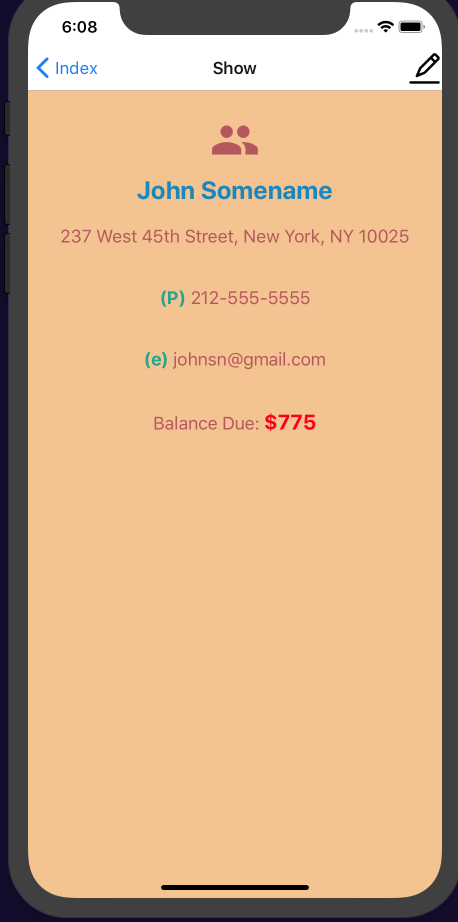 6:08
Index
Show
John Somename
237 West 45th Street, New York, NY 10025
(P) 212-555-5555
(e) johnsn@gmail.com
Balance Due: $775